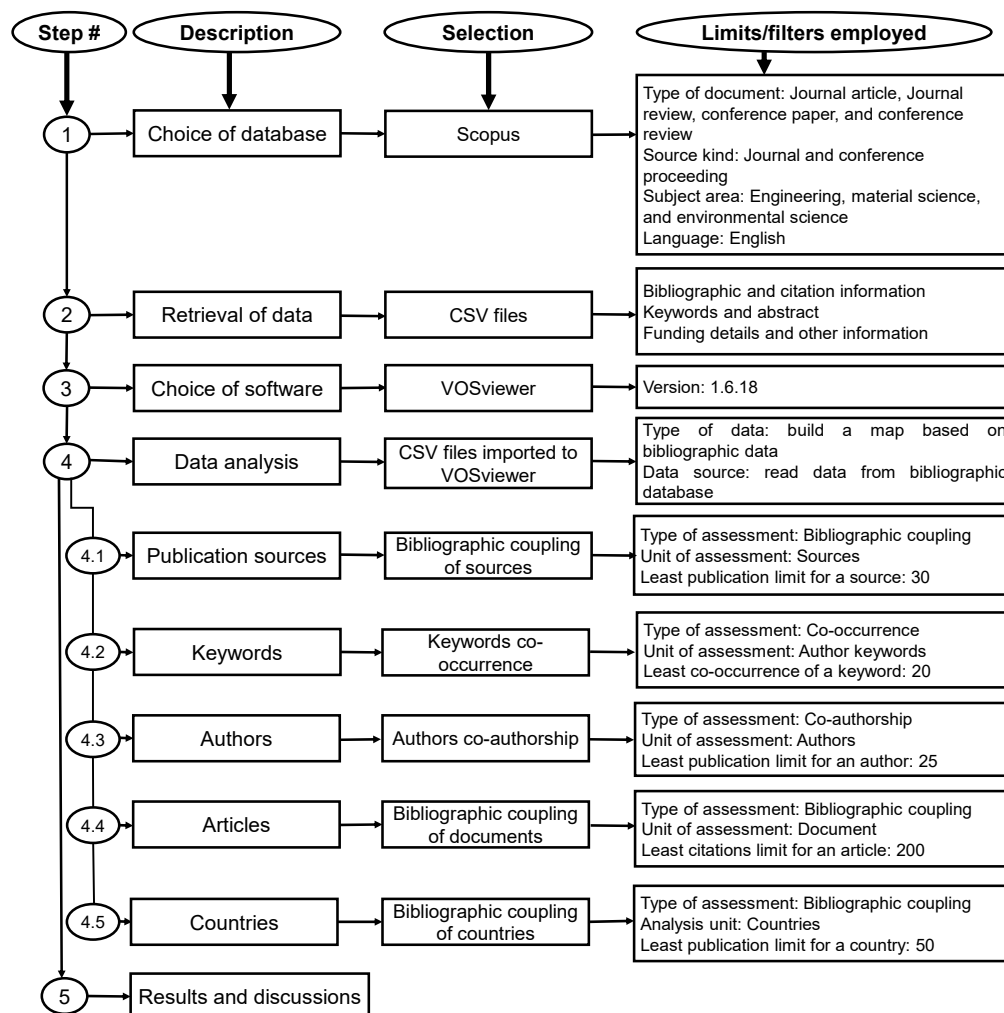 Step #
Description
Selection
Limits/filters employed
1
Choice of database
Scopus
Type of document: Journal article, Journal
review, conference paper, and conference
review
Source kind: Journal and conference
proceeding
Subject area: Engineering, material science,
and environmental science
Language: English
2
Retrieval of data
CSV files
Bibliographic and citation information
Keywords and abstract
Funding details and other information
3
Choice of software
VOSviewer
Version: 1.6.18
4
Data analysis
CSV files imported to
VOSviewer
Type of data: build a map based on
bibliographic data
Data source: read data from bibliographic
database
4.1
Publication sources
Bibliographic coupling
of sources
Type of assessment: Bibliographic coupling
Unit of assessment: Sources
Least publication limit for a source: 30
4.2
Keywords
Keywords co-
occurrence
Type of assessment: Co-occurrence
Unit of assessment: Author keywords
Least co-occurrence of a keyword: 20
4.3
Authors
Authors co-authorship
Type of assessment: Co-authorship
Unit of assessment: Authors
Least publication limit for an author: 25
4.4
Articles
Bibliographic coupling
of documents
Type of assessment: Bibliographic coupling
Unit of assessment: Document
Least citations limit for an article: 200
4.5
Countries
Bibliographic coupling
of countries
Type of assessment: Bibliographic coupling
Analysis unit: Countries
Least publication limit for a country: 50
5
Results and discussions